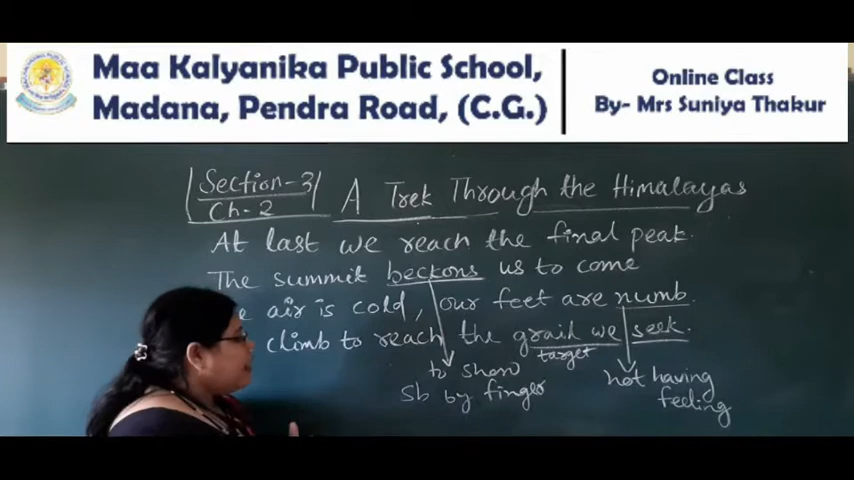 Maa Kalyanika Public School,
Madana, Pendra Road, (C.G.)
Online Class
By- Mrs Suniya Thakur
Section-3
Ch-2
A Trek Through the Himalayas
At last we reach the final peak.
The summit beckons us to come
air is cold, our feet are numb.
climb to reach the grail we seek.
target
to show
sb by finger
not having
feeling